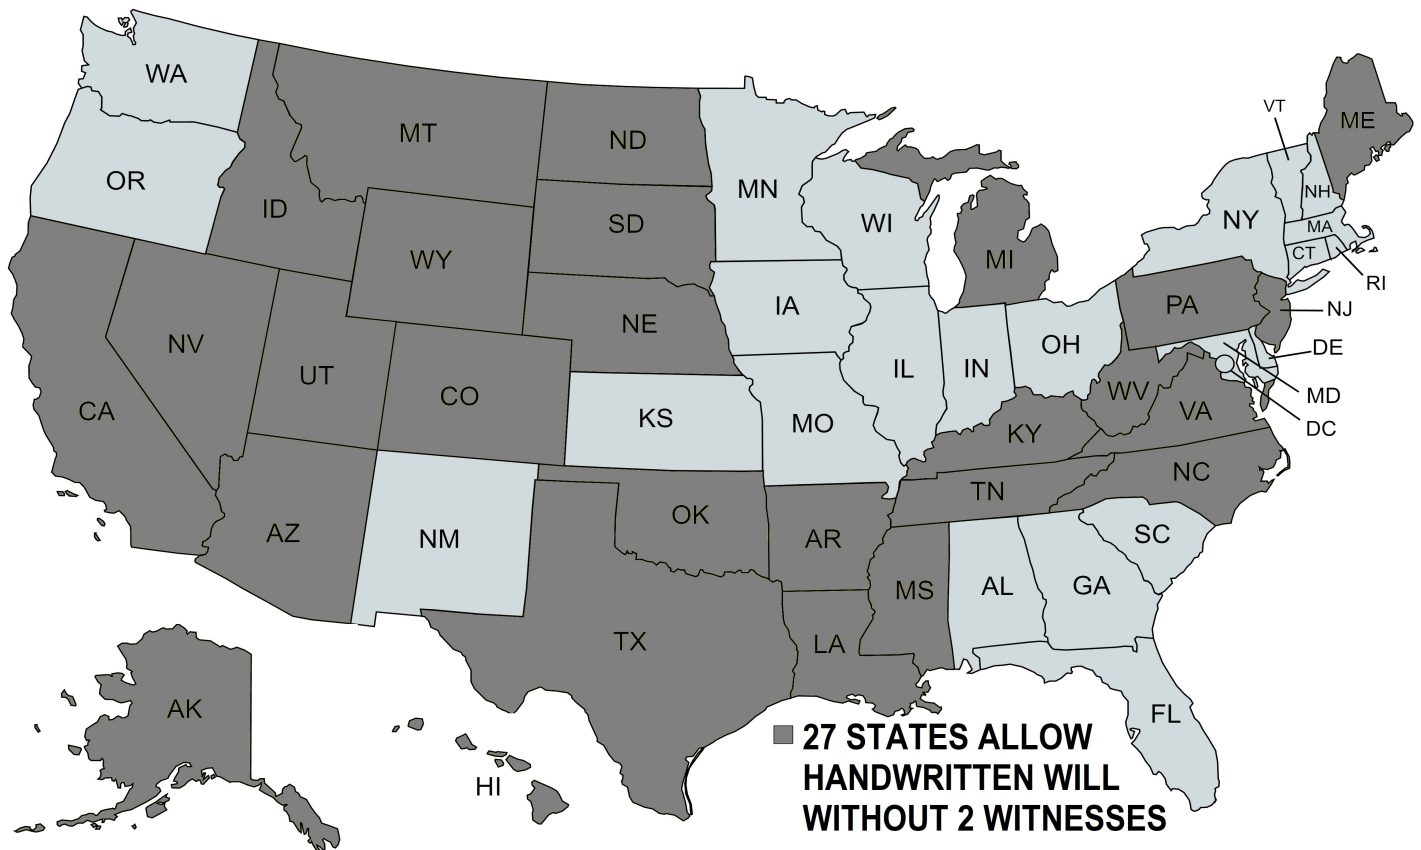 WA
VT
ME
MT
ND
OR
MN
NH
ID
NY
WI
SD
MA
CT
WY
MI
RI
IA
PA
NJ
NE
NV
OH
DE
UT
IL
IN
CO
WV
MD
CA
KS
MO
VA
DC
KY
NC
TN
OK
AZ
NM
AR
SC
MS
AL
GA
TX
LA
AK
FL
HI
27 STATES ALLOW
HANDWRITTEN WILL
WITHOUT 2 WITNESSES